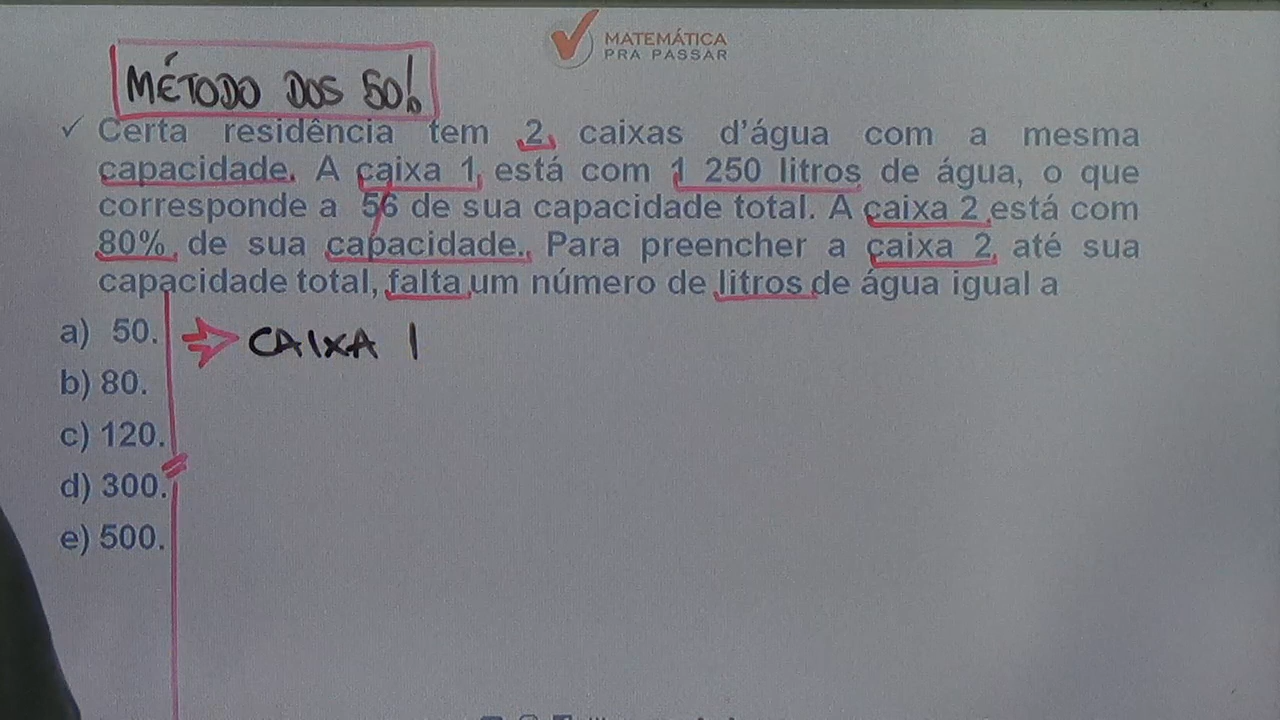 MATEMÁTICA
PRA PASSAR
MÉTODO DOS 50!
✓ Certa residência tem 2 caixas d'água com a mesma
capacidade. A caixa 1 está com 1 250 litros de água, o que
corresponde a 5/6 de sua capacidade total. A caixa 2 está com
80% de sua capacidade. Para preencher a caixa 2 até sua
capacidade total, falta um número de litros de água igual a
a) 50.
⇒ CAIXA 1
b) 80.
c) 120.
d) 300.
e) 500.